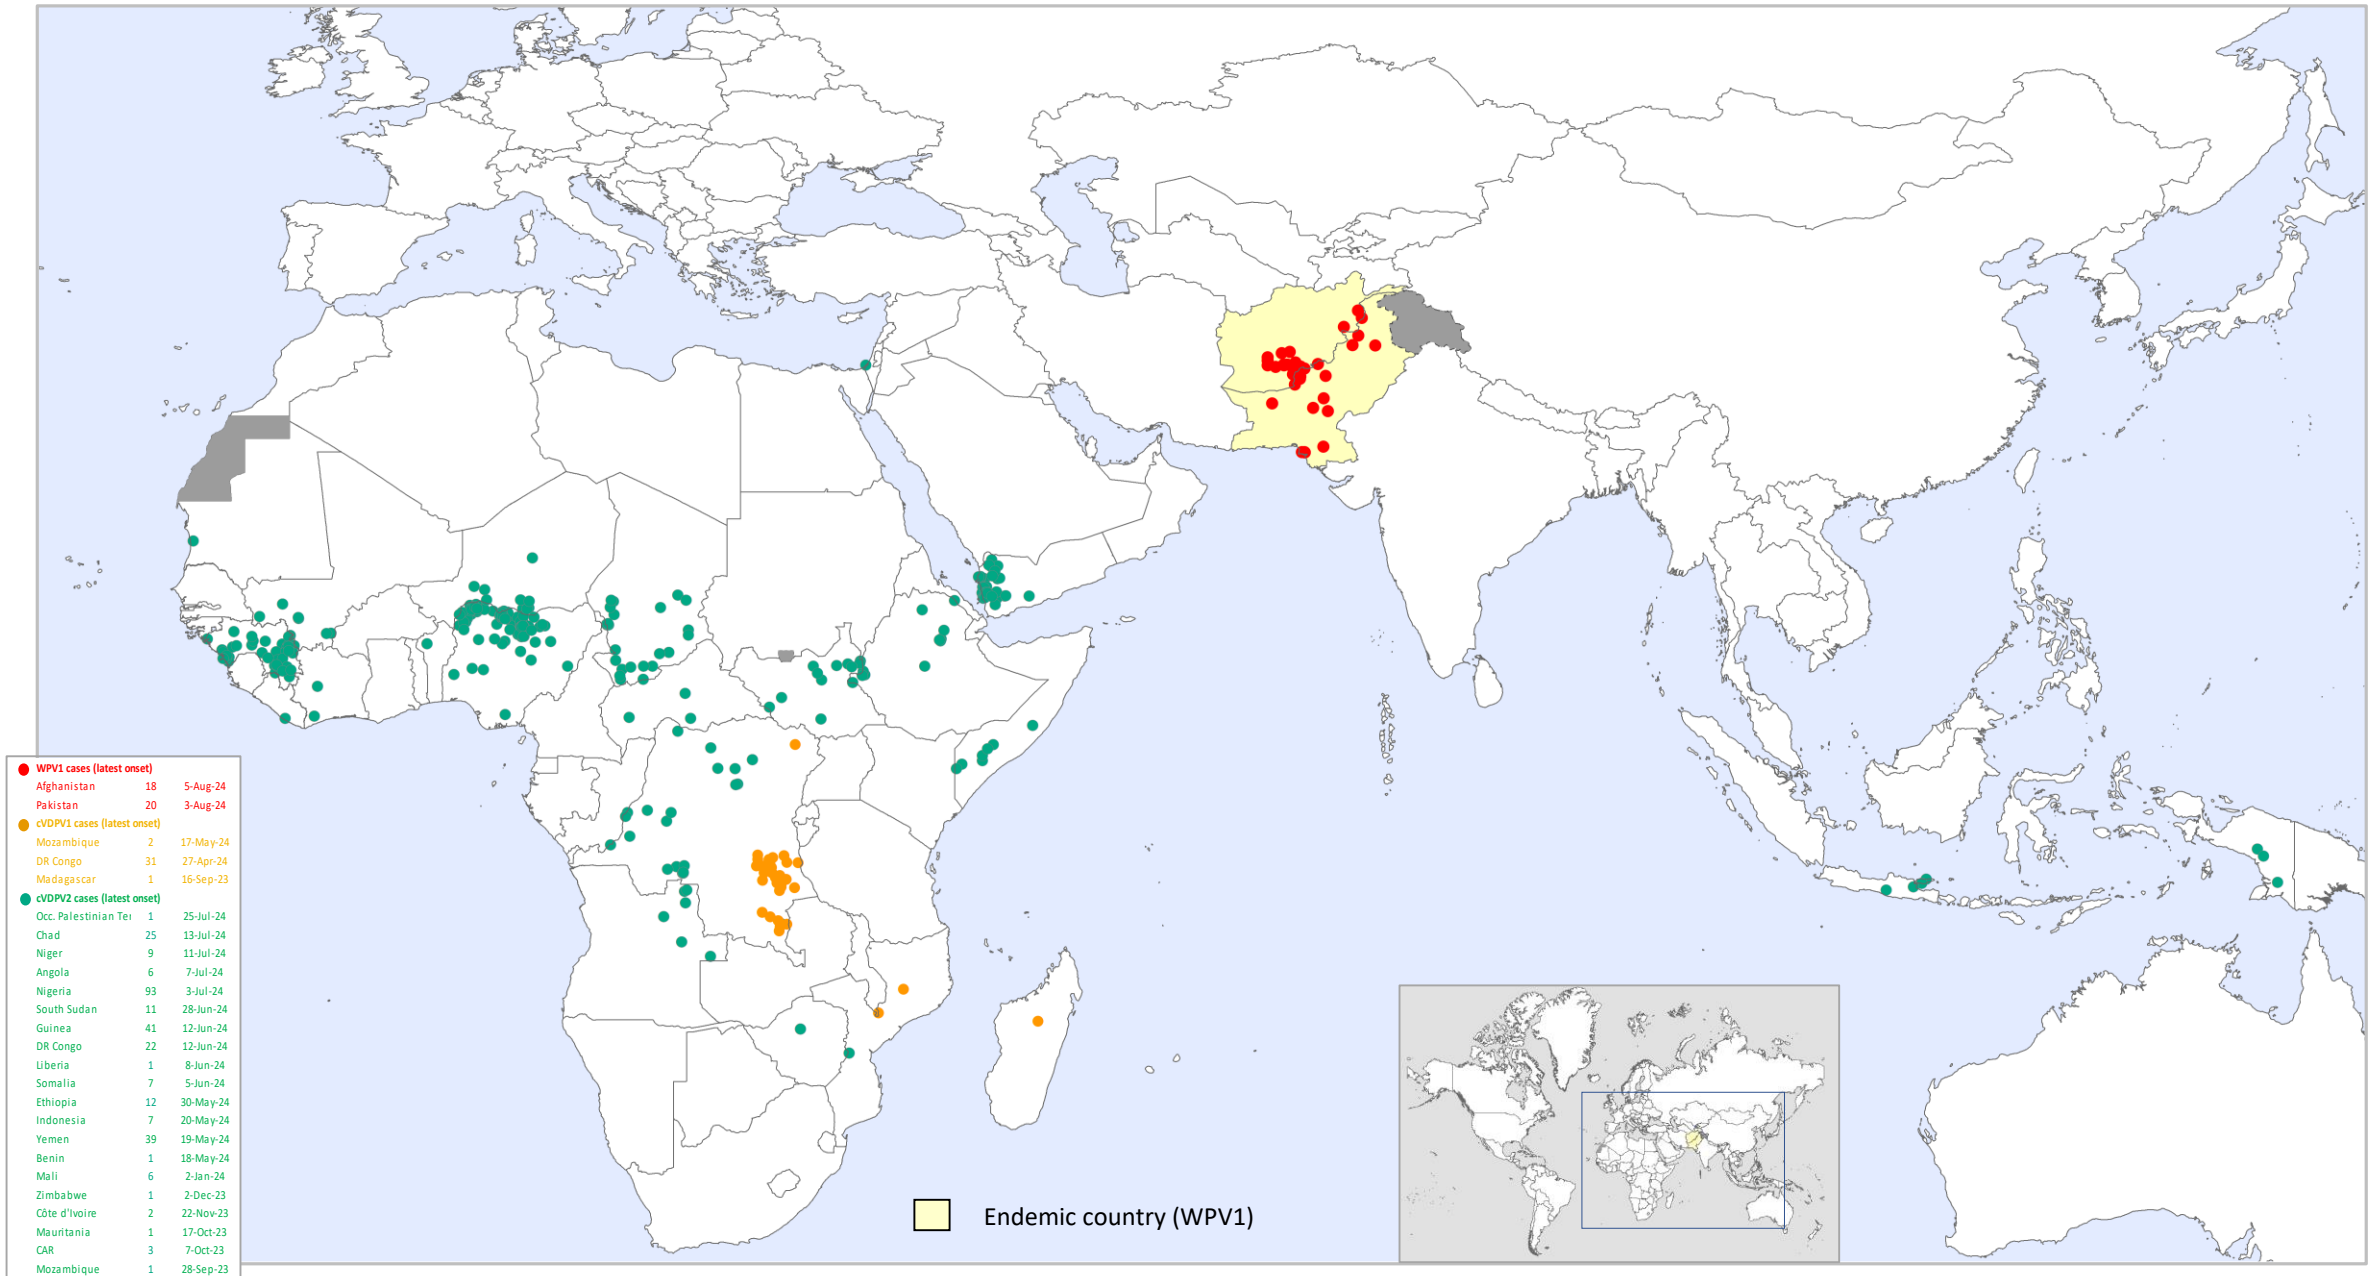 WPV1 cases (latest onset)
Afghanistan 18 5-Aug-24
Pakistan 20 3-Aug-24
cVDPV1 cases (latest onset)
Mozambique 2 17-May-24
DR Congo 31 27-Apr-24
Madagascar 1 16-Sep-23
cVDPV2 cases (latest onset)
Occ. Palestinian Ter 1 25-Jul-24
Chad 25 13-Jul-24
Niger 9 11-Jul-24
Angola 6 7-Jul-24
Nigeria 93 3-Jul-24
South Sudan 11 28-Jun-24
Guinea 41 12-Jun-24
DR Congo 22 12-Jun-24
Liberia 1 8-Jun-24
Somalia 7 5-Jun-24
Ethiopia 12 30-May-24
Indonesia 7 20-May-24
Yemen 39 19-May-24
Benin 1 18-May-24
Mali 6 2-Jan-24
Zimbabwe 1 2-Dec-23
Côte d'Ivoire 2 22-Nov-23
Mauritania 1 17-Oct-23
CAR 3 7-Oct-23
Mozambique 1 28-Sep-23
Endemic country (WPV1)